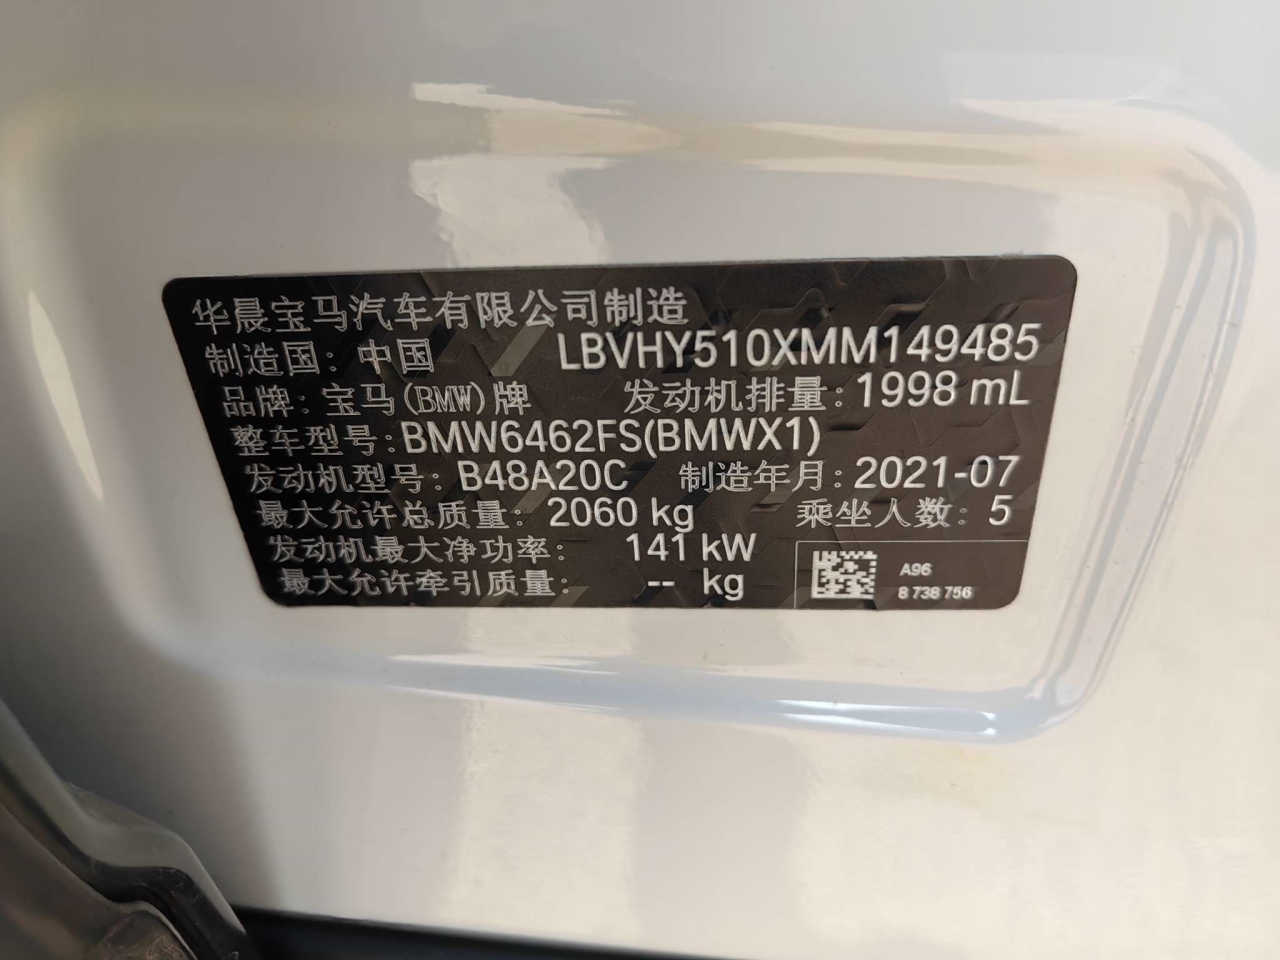 华晨宝马汽车有限公司制造
制造国: 中国 LBVHY510XMM149485
品牌: 宝马(BMW)牌 发动机排量: 1998 mL
整车型号: BMW6462FS(BMWX1)
发动机型号: B48A20C 制造年月: 2021-07
最大允许总质量: 2060 kg 乘坐人数: 5
发动机最大净功率: 141 kW
最大允许牵引质量: -- kg
A96
8 738 756